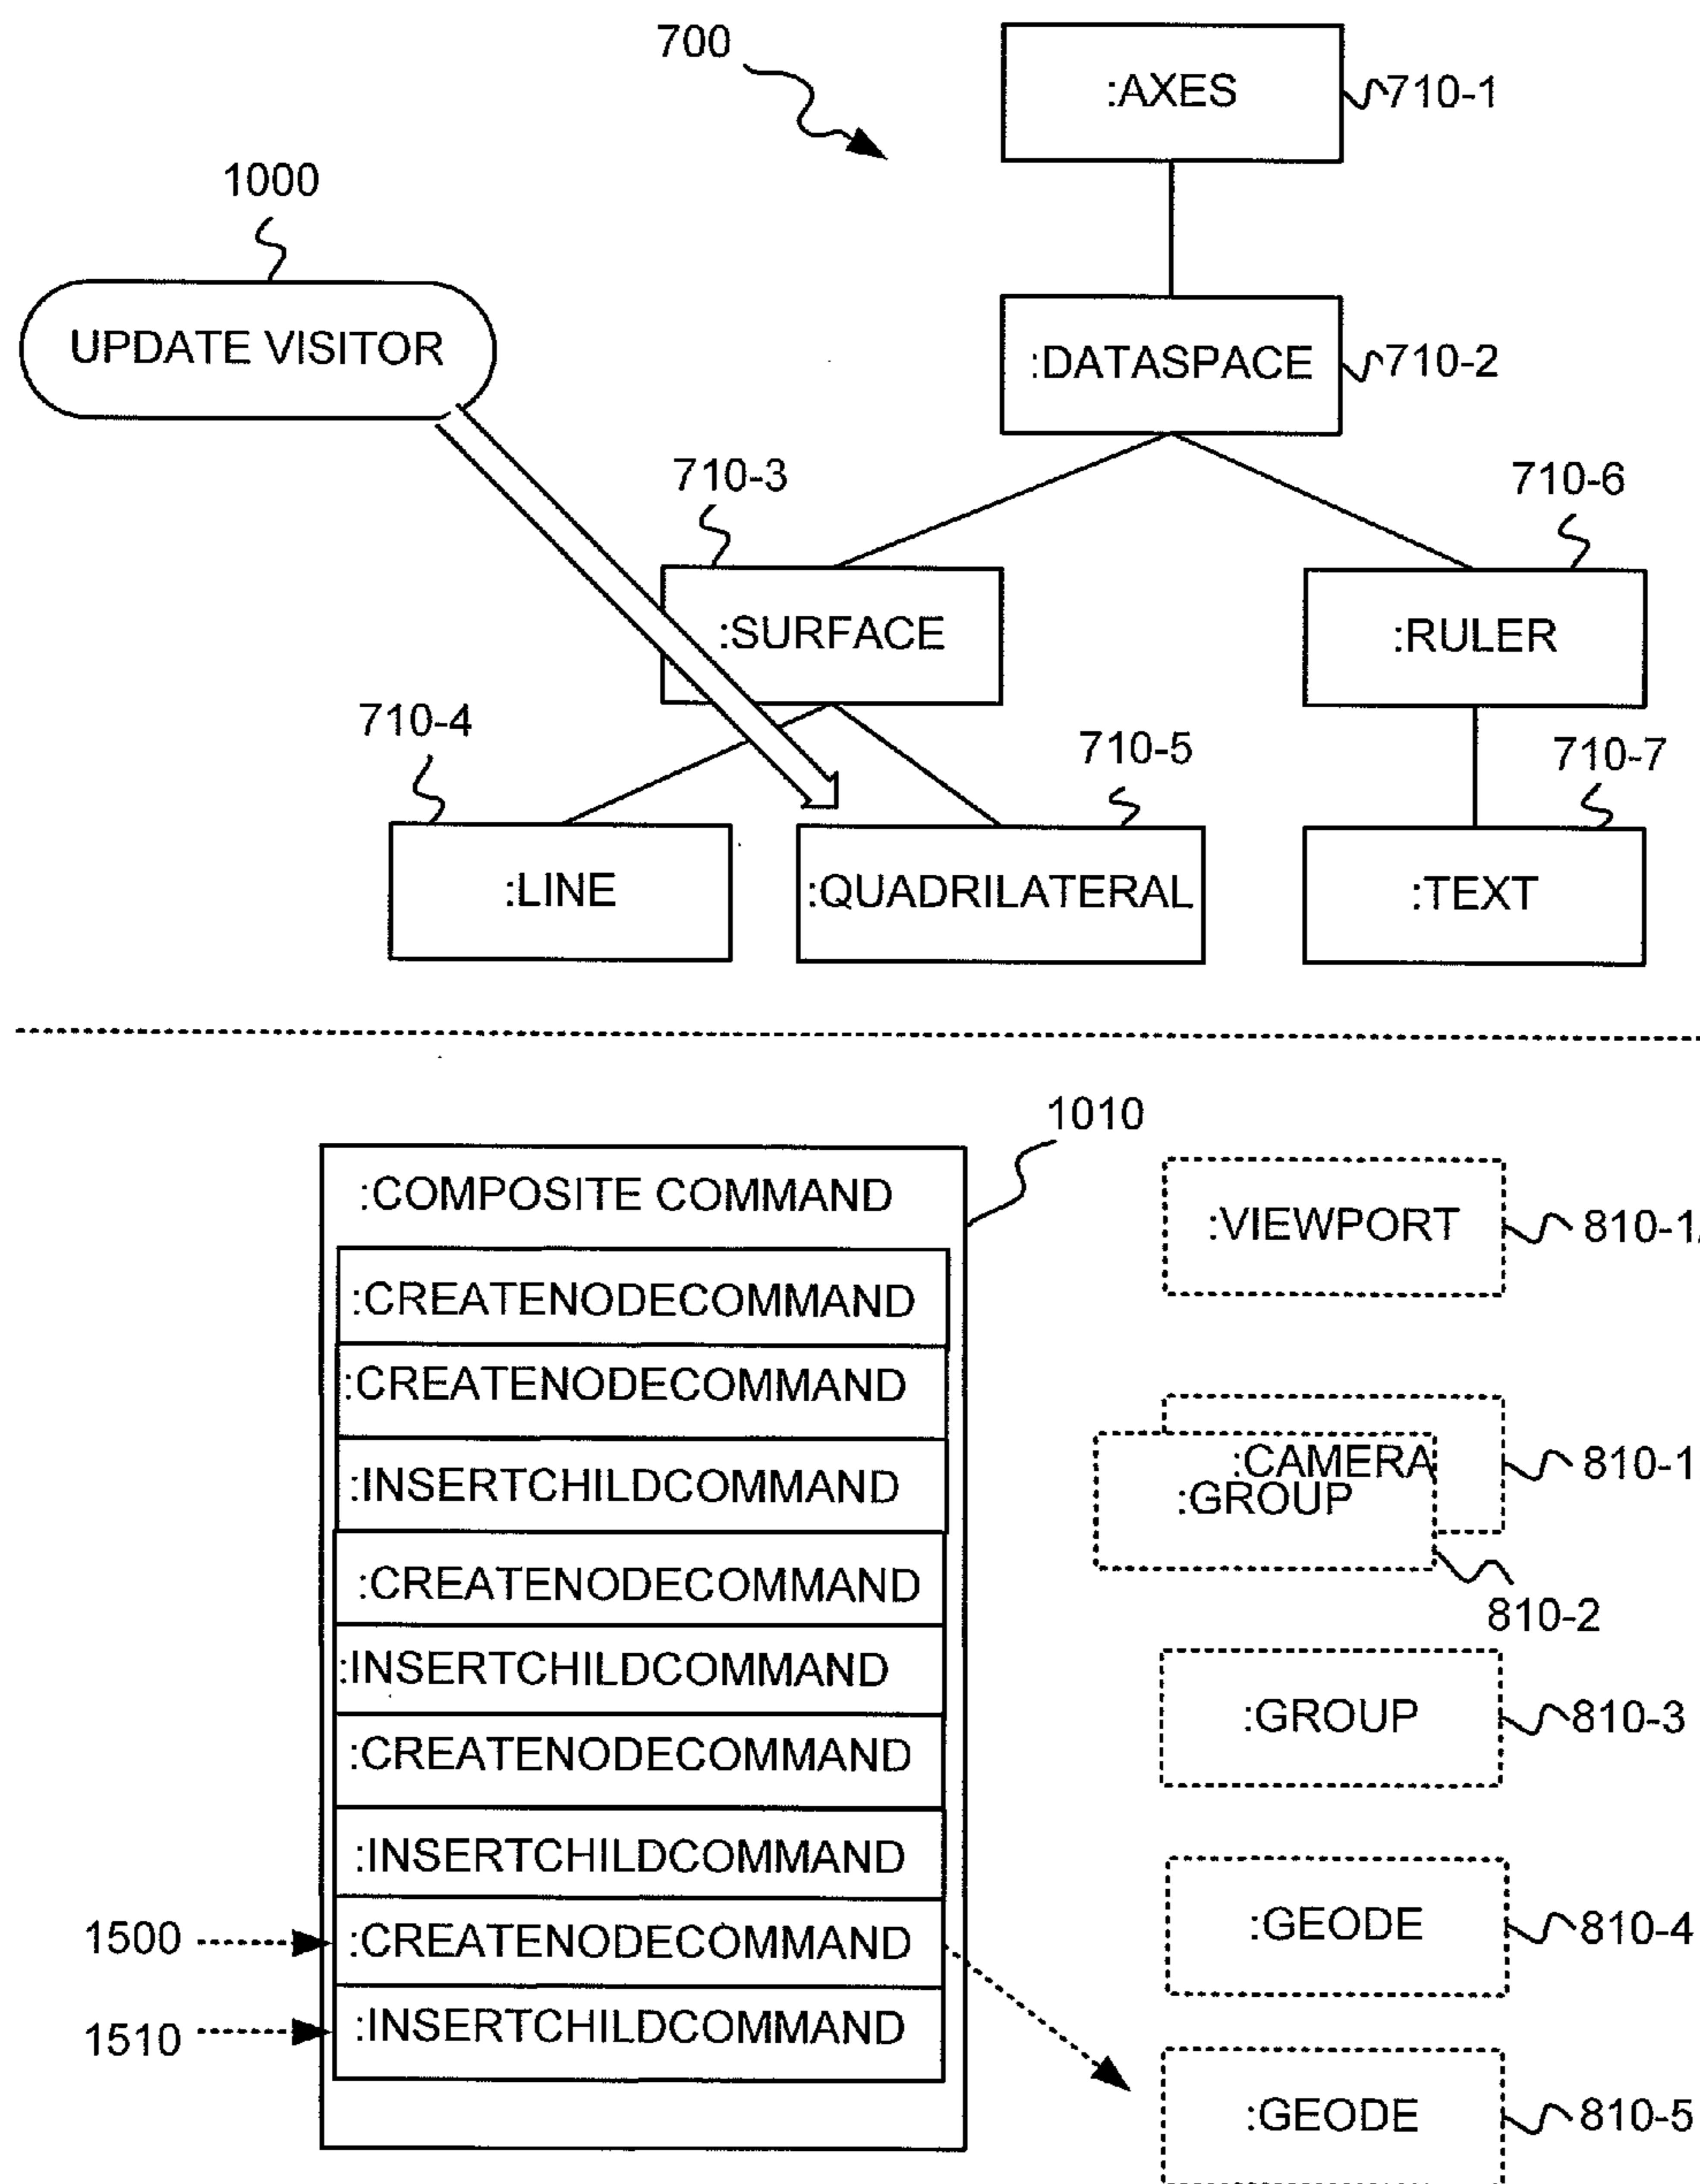 700
:AXES
710-1
1000
UPDATE VISITOR
:DATASPACE
710-2
710-3
710-6
:SURFACE
:RULER
710-4
710-5
710-7
:LINE
:QUADRILATERAL
:TEXT
1010
:COMPOSITE COMMAND
:CREATENODECOMMAND
:CREATENODECOMMAND
:INSERTCHILDCOMMAND
:CREATENODECOMMAND
:INSERTCHILDCOMMAND
:CREATENODECOMMAND
:INSERTCHILDCOMMAND
1500
:CREATENODECOMMAND
1510
:INSERTCHILDCOMMAND
:VIEWPORT
:CAMERA
810-1
:GROUP
810-2
:GROUP
810-3
:GEODE
810-4
:GEODE
810-5